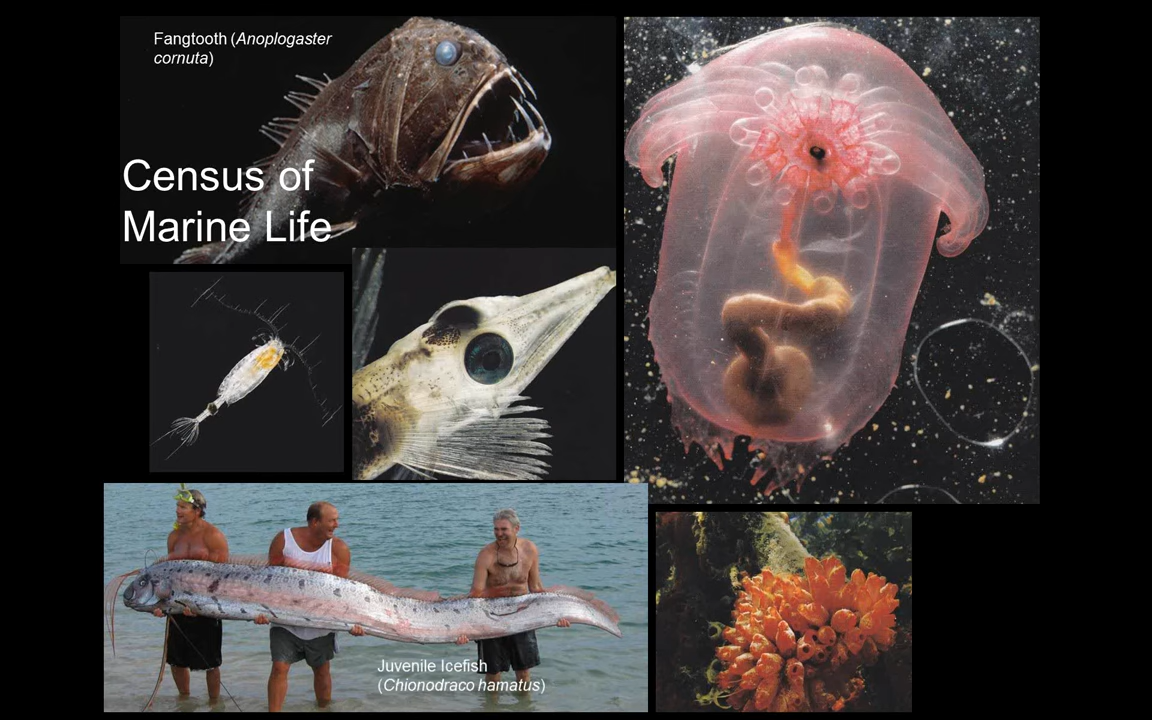 Fangtooth (Anoplogaster
cornuta)
Census of
Marine Life
Juvenile Icefish
(Chionodraco hamatus)